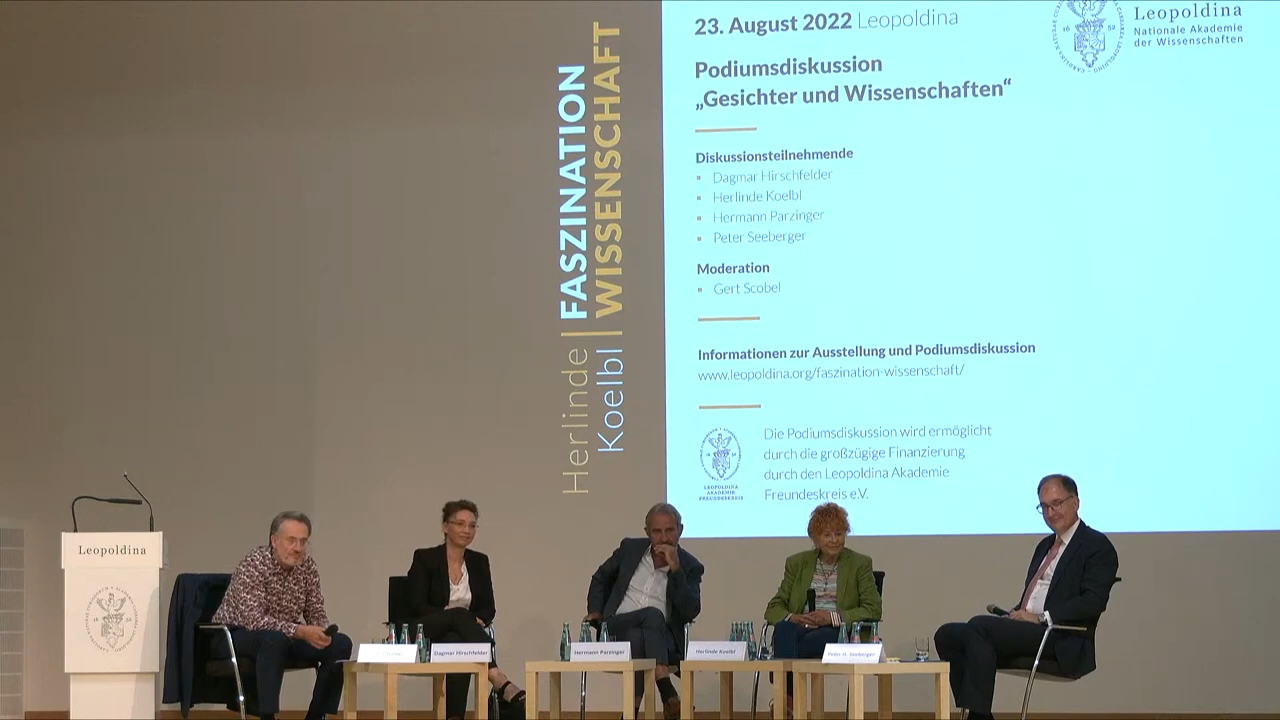 Herlinde | FASZINATION
Koelbl | WISSENSCHAFT
23. August 2022 Leopoldina
Leopoldina
Nationale Akademie
der Wissenschaften
Podiumsdiskussion
„Gesichter und Wissenschaften“
Diskussionsteilnehmende
▪ Dagmar Hirschfelder
▪ Herlinde Koelbl
▪ Hermann Parzinger
▪ Peter Seeberger
Moderation
▪ Gert Scobel
Informationen zur Ausstellung und Podiumsdiskussion
www.leopoldina.org/faszination-wissenschaft/
LEOPOLDINA
AKADEMIE
FREUNDESKREIS
Die Podiumsdiskussion wird ermöglicht
durch die großzügige Finanzierung
durch den Leopoldina Akademie
Freundeskreis e.V.
Leopoldina
Dagmar Hirschfelder
Hermann Parzinger
Herlinde Koelbl
Peter H. Seeberger